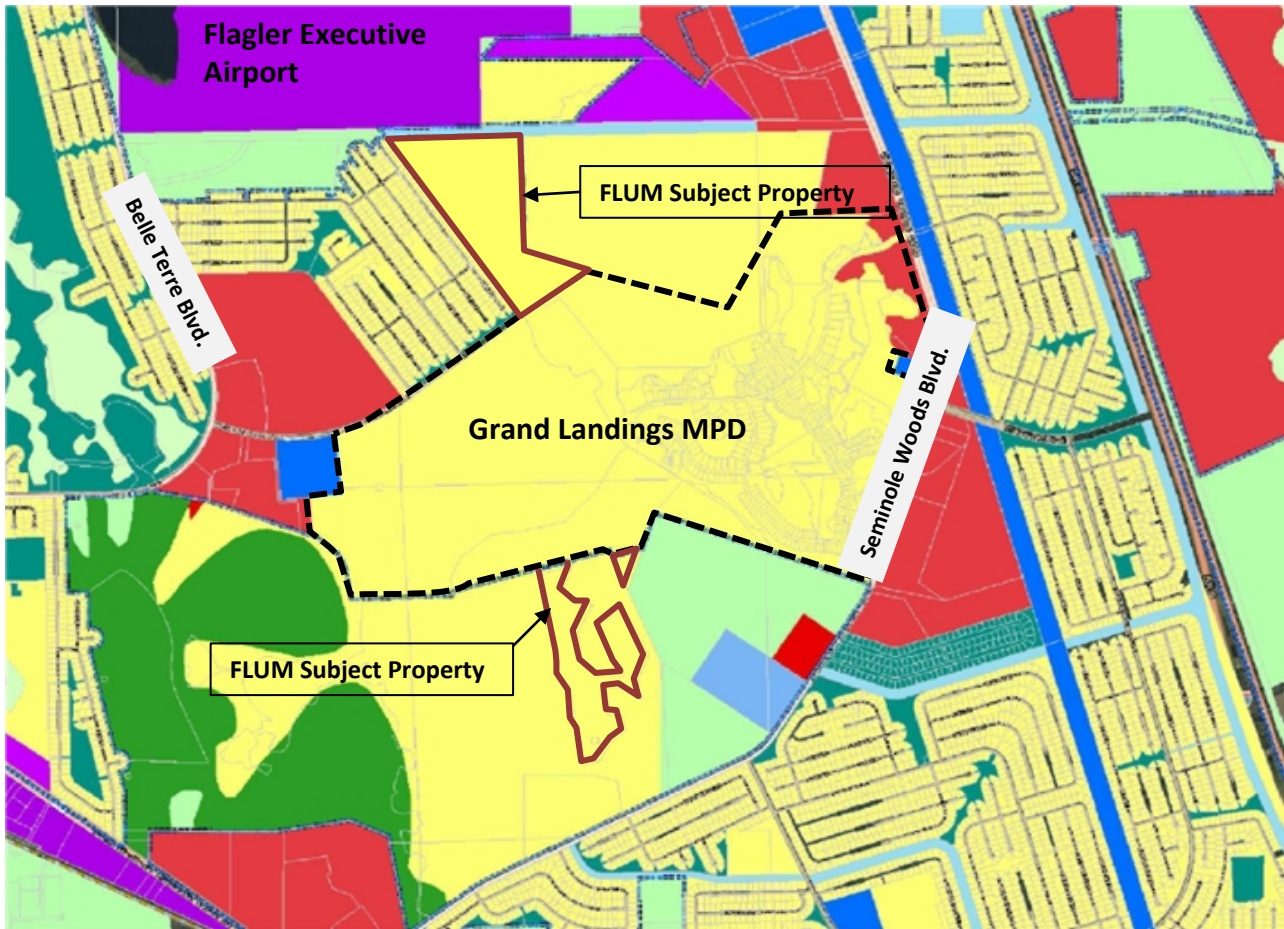 Flagler Executive
Airport
FLUM Subject Property
Belle Terre Blvd.
Grand Landings MPD
Seminole Woods Blvd.
FLUM Subject Property